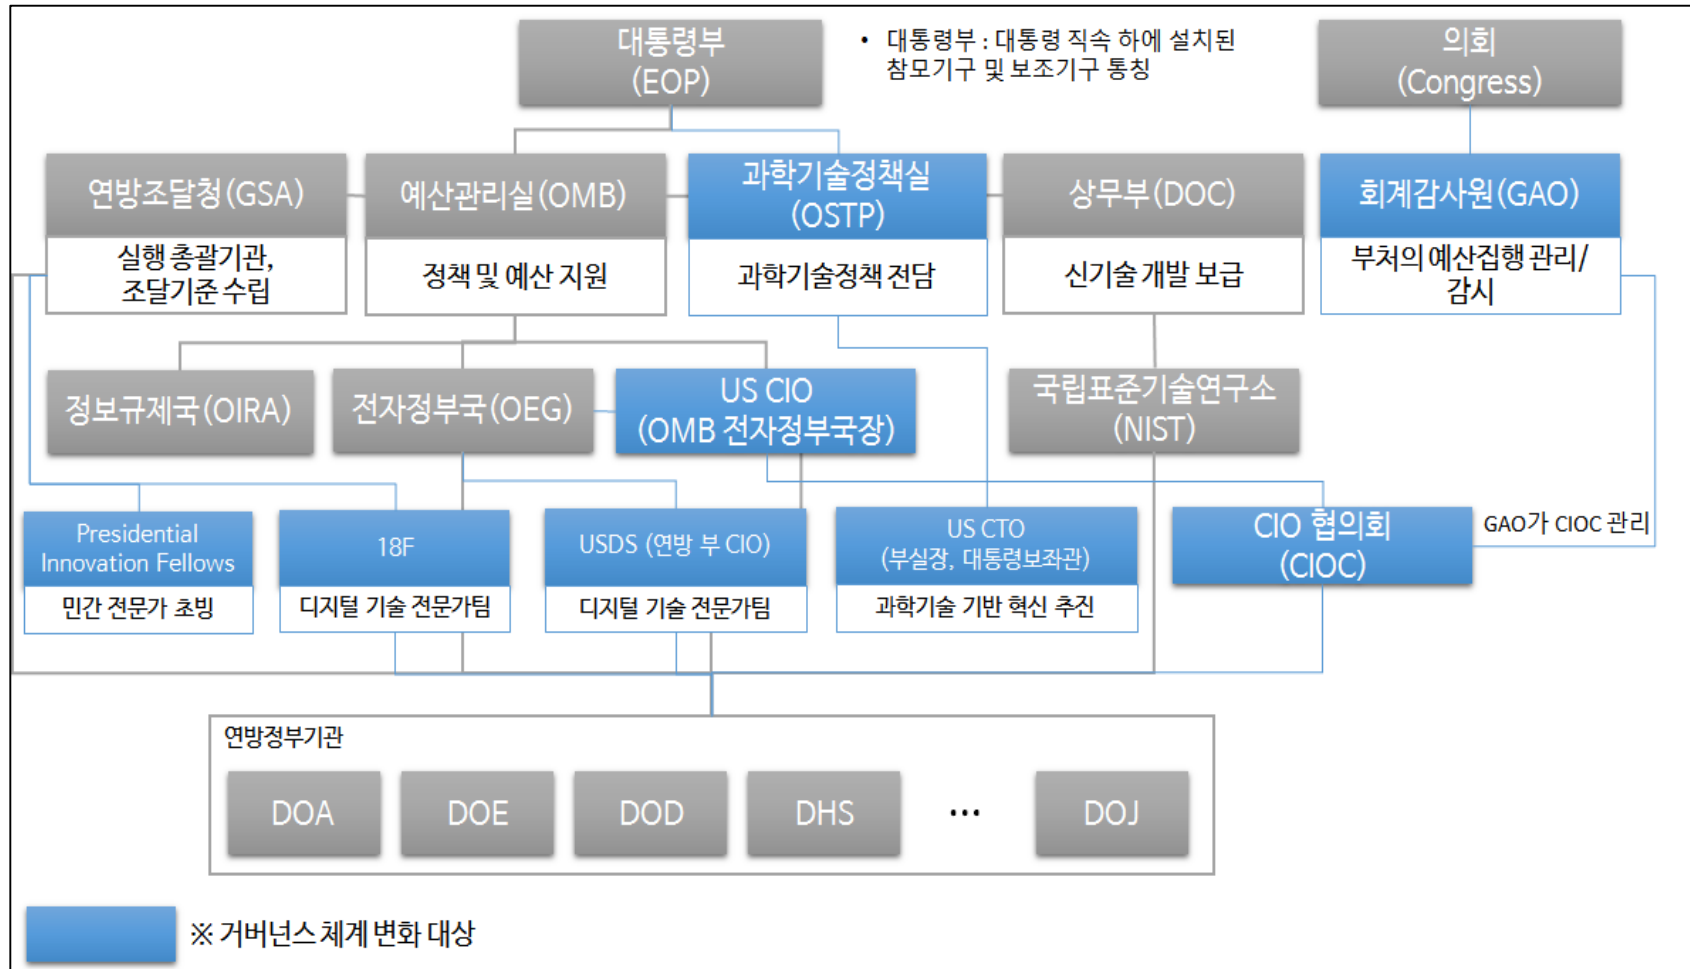 대통령부
(EOP)
• 대통령부 : 대통령 직속 하에 설치된
참모기구 및 보조기구 통칭
의회
(Congress)
연방조달청(GSA)
실행 총괄기관,
조달기준 수립
예산관리실(OMB)
정책 및 예산 지원
과학기술정책실
(OSTP)
과학기술정책 전담
상무부(DOC)
신기술 개발 보급
회계감사원(GAO)
부처의 예산집행 관리/
감시
정보규제국(OIRA)
전자정부국(OEG)
US CIO
(OMB 전자정부국장)
국립표준기술연구소
(NIST)
Presidential
Innovation Fellows
민간 전문가 초빙
18F
디지털 기술 전문가팀
USDS (연방 부 CIO)
디지털 기술 전문가팀
US CTO
(부실장, 대통령보좌관)
과학기술 기반 혁신 추진
CIO 협의회
(CIOC)
GAO가 CIOC 관리
연방정부기관
DOA
DOE
DOD
DHS
…
DOJ
※ 거버넌스 체계 변화 대상